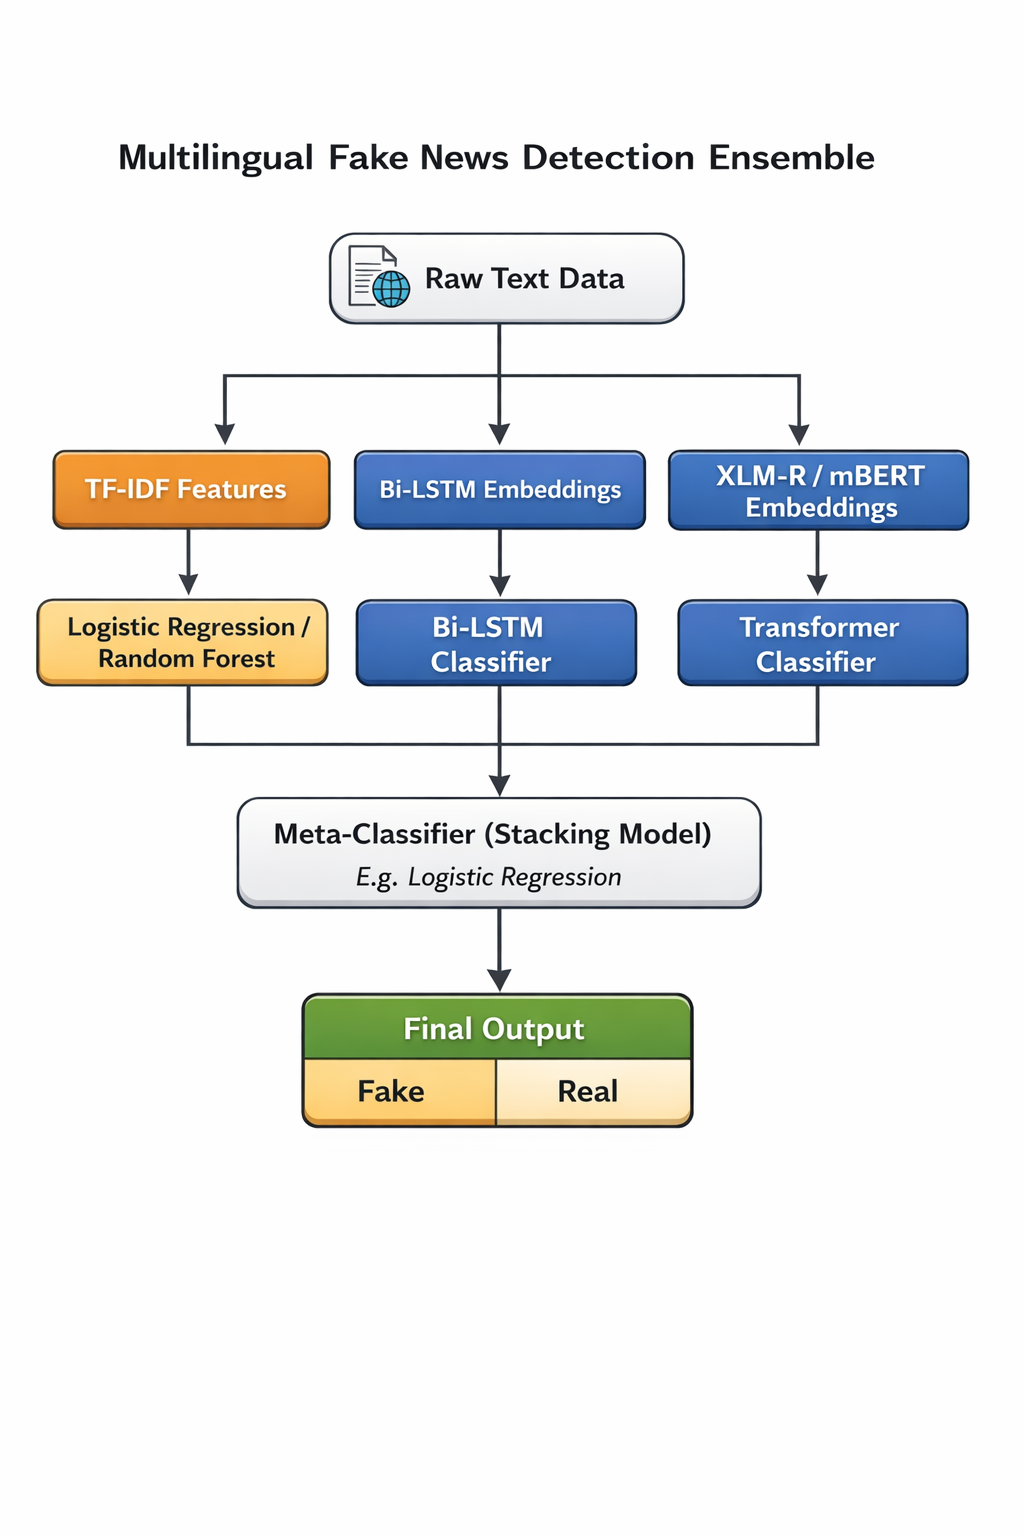 Multilingual Fake News Detection Ensemble
Raw Text Data
TF-IDF Features
Bi-LSTM Embeddings
XLM-R / mBERT
Embeddings
Logistic Regression /
Random Forest
Bi-LSTM
Classifier
Transformer
Classifier
Meta-Classifier (Stacking Model)
E.g. Logistic Regression
Final Output
Fake
Real